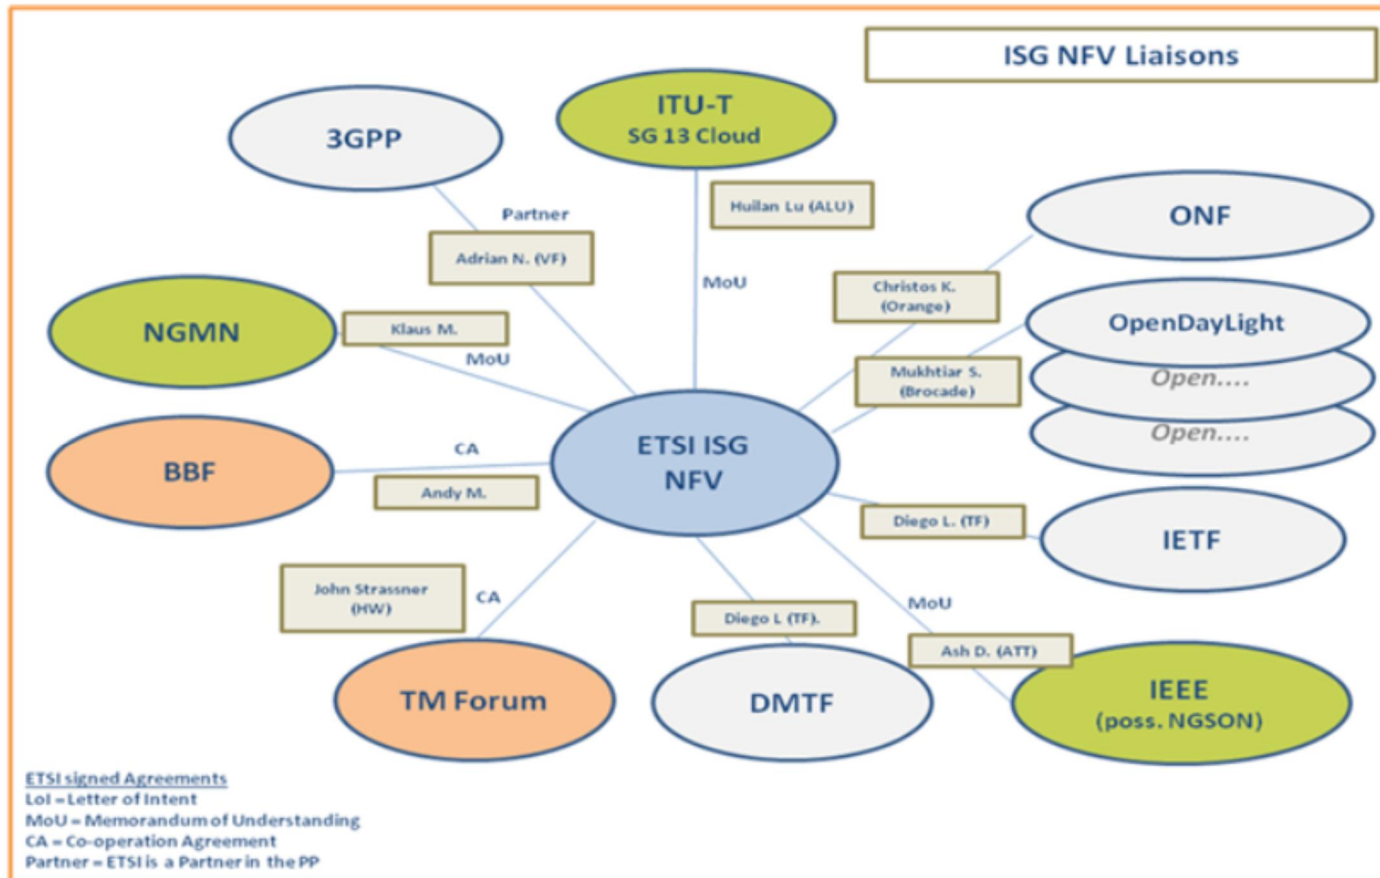 ISG NFV Liaisons
ITU-T
SG 13 Cloud
3GPP
Huilan Lu (ALU)
ONF
Partner
Adrian N. (VF)
MoU
Christos K.
(Orange)
NGMN
Klaus M.
MoU
OpenDayLight
Mukhtiar S.
(Brocade)
Open....
Open....
ETSI ISG
NFV
BBF
CA
Andy M.
Diego L. (TF)
IETF
John Strassner
(HW)
CA
Diego L (TF).
MoU
Ash D. (ATT)
TM Forum
DMTF
IEEE
(poss. NGSON)
ETSI signed Agreements
LoI = Letter of Intent
MoU = Memorandum of Understanding
CA = Co-operation Agreement
Partner = ETSI is a Partner in the PP